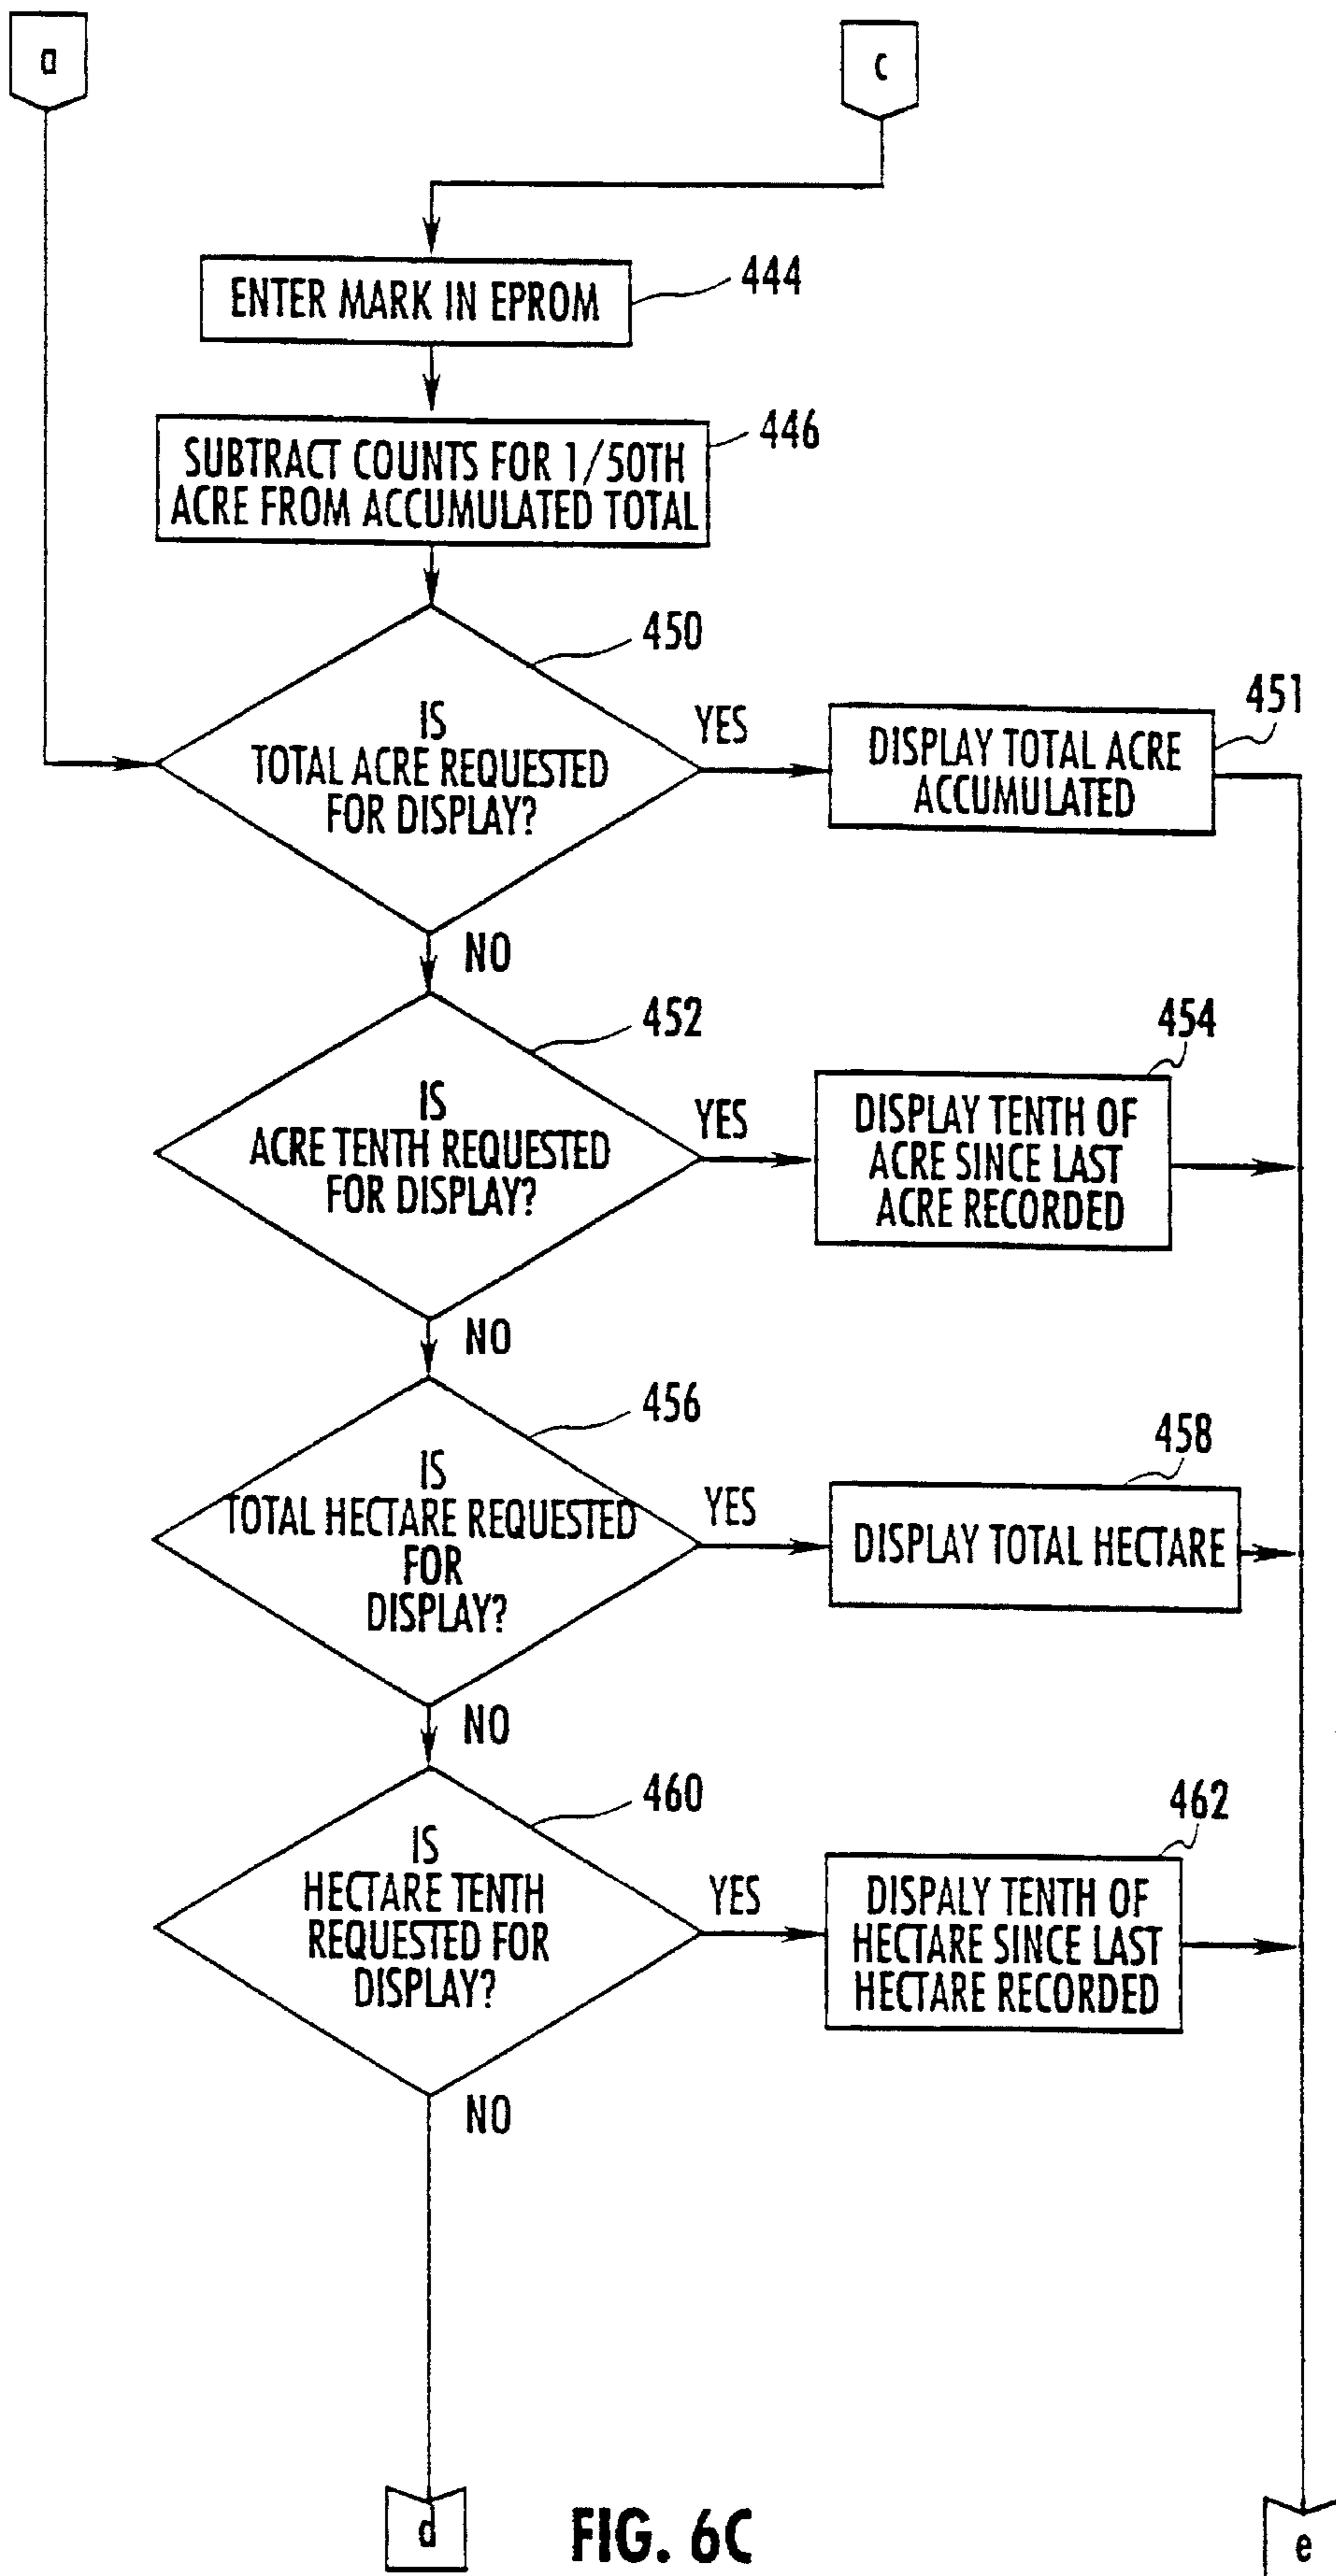 a
c
ENTER MARK IN EPROM
444
SUBTRACT COUNTS FOR 1/50TH
ACRE FROM ACCUMULATED TOTAL
446
450
IS
TOTAL ACRE REQUESTED
FOR DISPLAY?
YES
DISPLAY TOTAL ACRE
ACCUMULATED
451
NO
452
IS
ACRE TENTH REQUESTED
FOR DISPLAY?
YES
DISPLAY TENTH OF
ACRE SINCE LAST
ACRE RECORDED
454
NO
456
IS
TOTAL HECTARE REQUESTED
FOR
DISPLAY?
YES
DISPLAY TOTAL HECTARE
458
NO
460
IS
HECTARE TENTH
REQUESTED FOR
DISPLAY?
YES
DISPALY TENTH OF
HECTARE SINCE LAST
HECTARE RECORDED
462
NO
d
FIG. 6C
e